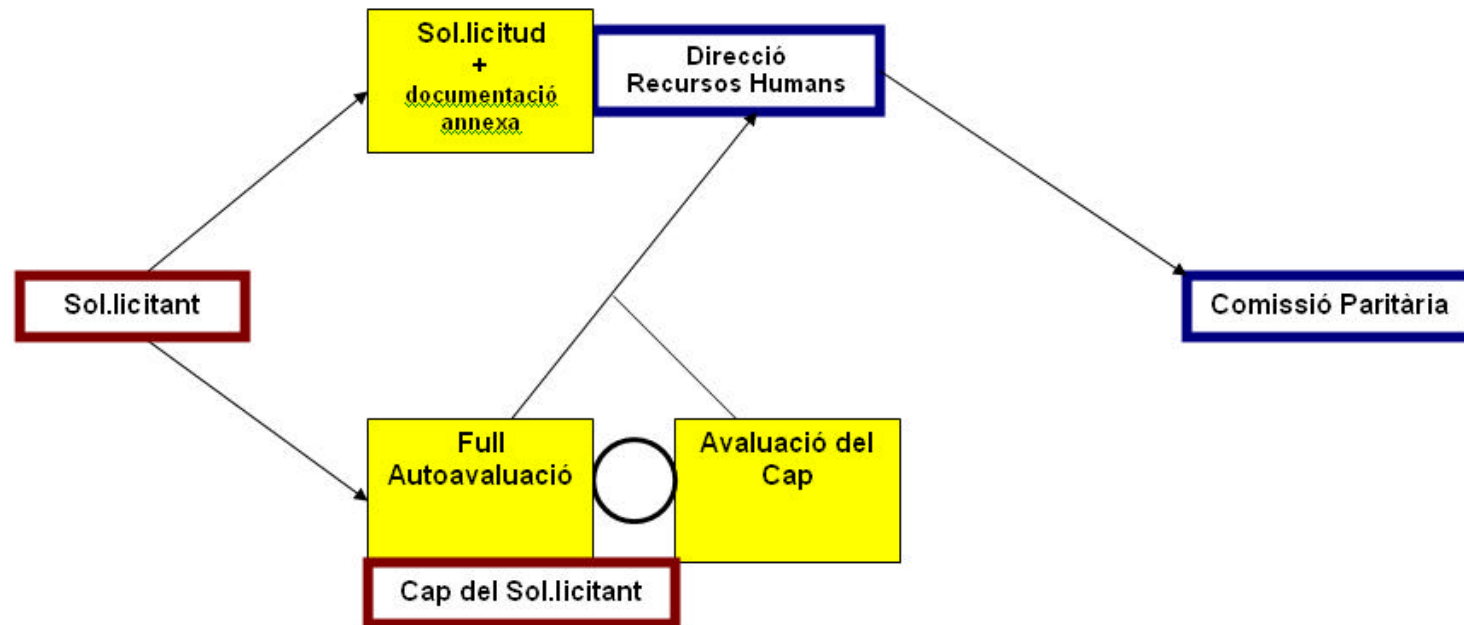 Sol.licitud
+
documentació
annexa
Direcció
Recursos Humans
Sol.licitant
Comissió Paritària
Full
Autoavaluació
Avaluació del
Cap
Cap del Sol.licitant